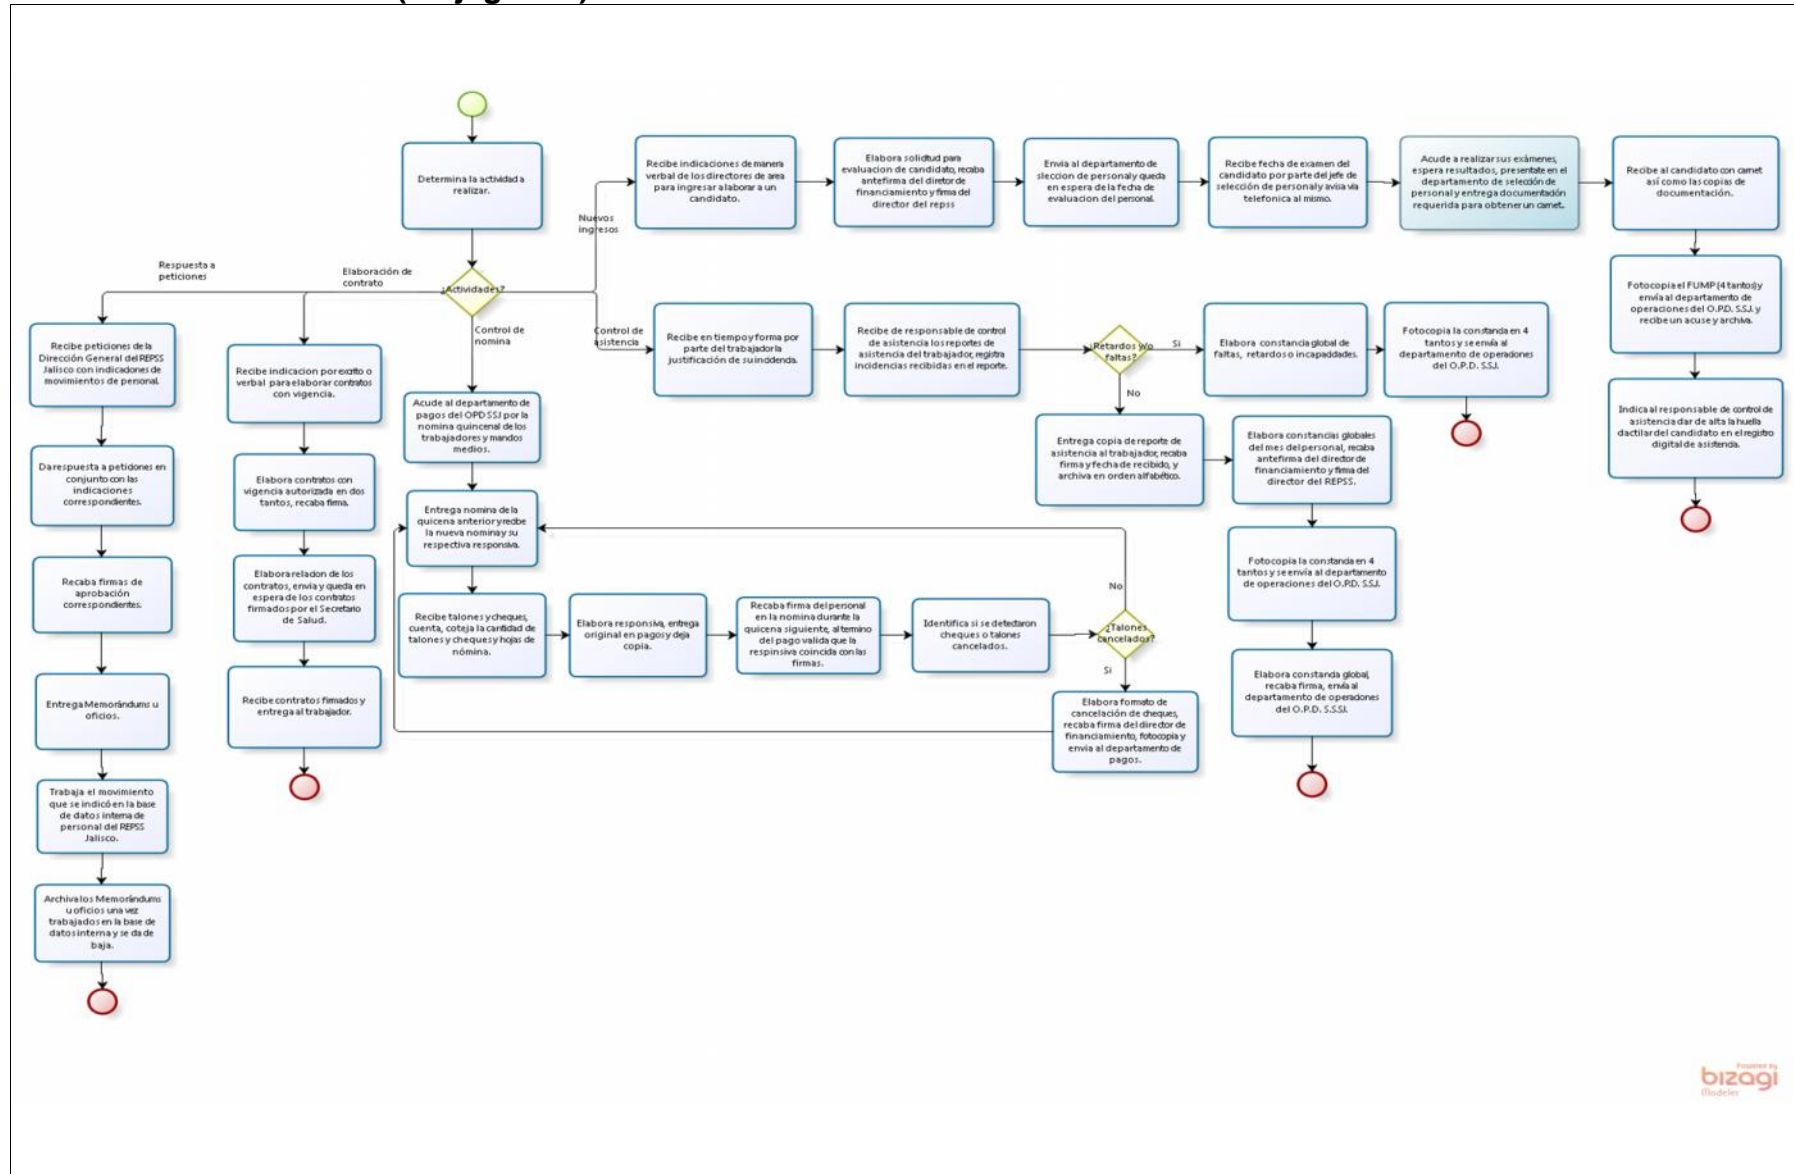 Determina la actividad a
realizar.
¿Actividades?
Respuesta a
peticiones
Elaboración de
contrato
Control de
nomina
Nuevos
ingresos
Control de
asistencia
Recibe indicaciones de manera
verbal de los directores de area
para ingresar a laborar a un
candidato.
Elabora solicitud para
evaluacion de candidato, recaba
antefirma del diretor de
financiamiento y firma del
director del repss
Envia al departamento de
sleccion de personal y queda
en espera de la fecha de
evaluacion del personal.
Recibe fecha de examen del
candidato por parte del jefe de
selección de personal y avisa vía
telefonica al mismo.
Acude a realizar sus exámenes,
espera resultados, presentate en el
departamento de selección de
personal y entrega documentación
requerida para obtener un carnet.
Recibe al candidato con carnet
así como las copias de
documentación.
Fotocopia el FUMP (4 tantos) y
envía al departamento de
operaciones del O.P.D. S.S.J. y
recibe un acuse y archiva.
Indica al responsable de control de
asistencia dar de alta la huella
dactilar del candidato en el registro
digital de asistencia.
Recibe en tiempo y forma por
parte del trabajador la
justificación de su incidencia.
Recibe de responsable de control
de asistencia los reportes de
asistencia del trabajador, registra
incidencias recibidas en el reporte.
¿Retardos y/o
faltas?
Si
Elabora constancia global de
faltas, retardos o incapacidades.
Fotocopia la constancia en 4
tantos y se envía al
departamento de operaciones
del O.P.D. S.S.J.
No
Entrega copia de reporte de
asistencia al trabajador, recaba
firma y fecha de recibido, y
archiva en orden alfabético.
Elabora constancias globales
del mes del personal, recaba
antefirma del director de
financiamiento y firma del
director del REPSS.
Fotocopia la constancia en 4
tantos y se envía al departamento
de operaciones del O.P.D. S.S.J.
Elabora constancia global,
recaba firma, envía al
departamento de operaciones
del O.P.D. S.S.SJ.
Recibe peticiones de la
Dirección General del REPSS
Jalisco con indicadores de
movimientos de personal.
Da respuesta a peticiones en
conjunto con las
indicaciones
correspondientes.
Recaba firmas de
aprobación
correspondientes.
Entrega Memorándums u
oficios.
Trabaja el movimiento
que se indicó en la base
de datos interna de
personal del REPSS
Jalisco.
Archiva los Memorándums
u oficios una vez
trabajados en la base de
datos interna y se da de
baja.
Recibe indicacion por escrito o
verbal para elaborar contratos
con vigencia.
Elabora contratos con
vigencia autorizada en dos
tantos, recaba firma.
Elabora relacion de los
contratos, envia y queda en
espera de los contratos
firmados por el Secretario
de Salud.
Recibe contratos firmados y
entrega al trabajador.
Acude al departamento de
pagos del OPD SSJ por la
nomina quincenal de los
trabajadores y mandos
medios.
Entrega nomina de la
quicena anterior y recibe
la nueva nomina y su
respectiva responsiva.
Recibe talones y cheques,
cuenta, coteja la cantidad de
talones y cheques y hojas de
nómina.
Elabora responsiva, entrega
original en pagos y deja
copia.
Recaba firma del personal
en la nomina durante la
quicena siguiente, al termino
del pago valida que la
respinsiva coincida con las
firmas.
Identifica si se detectaron
cheques o talones
cancelados.
¿Talones
cancelados?
No
Si
Elabora formato de
cancelación de cheques,
recaba firma del director de
financiamiento, fotocopia y
envia al departamento de
pagos.
Powered by
bizagi
Modeler